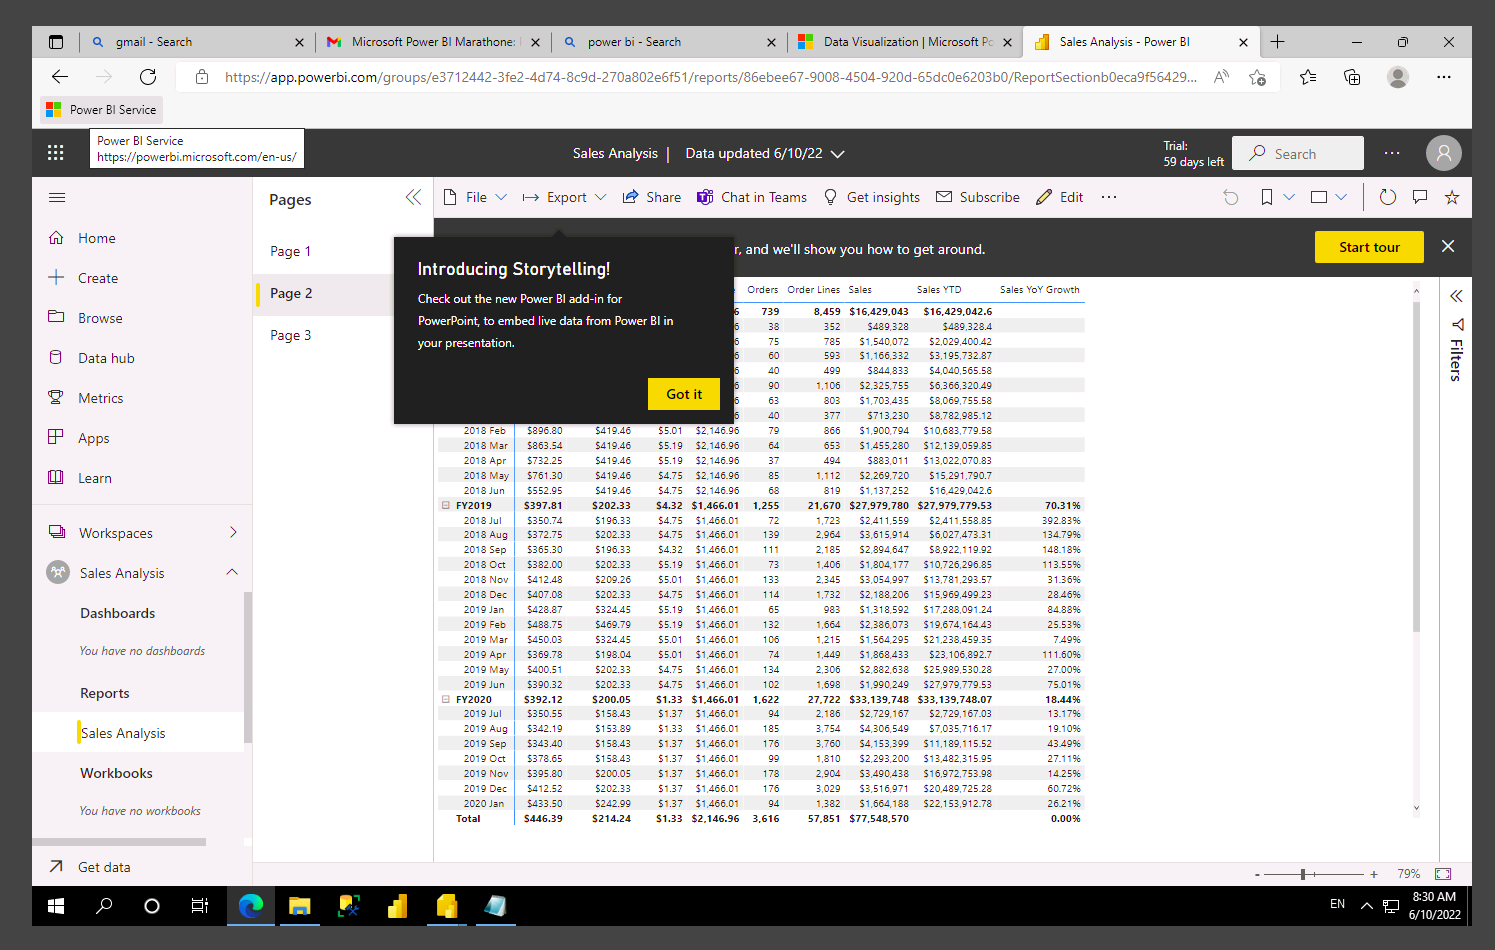 gmail - Search
Microsoft Power BI Marathone:
power bi - Search
Data Visualization | Microsoft Po
Sales Analysis - Power BI
https://app.powerbi.com/groups/e3712442-3fe2-4d74-8c9d-270a802e6f51/reports/86ebee67-9008-4504-920d-65dc0e6203b0/ReportSectionb0eca9f56429...
Power BI Service
Power BI Service
https://powerbi.microsoft.com/en-us/
Sales Analysis | Data updated 6/10/22
Trial:
59 days left
Search
Pages
File
Export
Share
Chat in Teams
Get insights
Subscribe
Edit
Home
Create
Browse
Data hub
Metrics
Apps
Learn
Workspaces
Sales Analysis
Dashboards
You have no dashboards
Reports
Sales Analysis
Workbooks
You have no workbooks
Get data
Page 1
Page 2
Page 3
r, and we'll show you how to get around.
Start tour
Introducing Storytelling!
Check out the new Power BI add-in for
PowerPoint, to embed live data from Power BI in
your presentation.
Got it
Orders Order Lines Sales Sales YTD Sales YoY Growth
6 739 8,459 $16,429,043 $16,429,042.6
6 38 352 $489,328 $489,328.4
6 75 785 $1,540,072 $2,029,400.42
6 60 593 $1,166,332 $3,195,732.87
6 40 499 $844,833 $4,040,565.58
6 90 1,106 $2,325,755 $6,366,320.49
6 63 803 $1,703,435 $8,069,755.58
6 40 377 $713,230 $8,782,985.12
2018 Feb $896.80 $419.46 $5.01 $2,146.96 79 866 $1,900,794 $10,683,779.58
2018 Mar $863.54 $419.46 $5.19 $2,146.96 64 653 $1,455,280 $12,139,059.85
2018 Apr $732.25 $419.46 $5.19 $2,146.96 37 494 $883,011 $13,022,070.83
2018 May $761.30 $419.46 $4.75 $2,146.96 85 1,112 $2,269,720 $15,291,790.7
2018 Jun $552.95 $419.46 $4.75 $2,146.96 68 819 $1,137,252 $16,429,042.6
FY2019 $397.81 $202.33 $4.32 $1,466.01 1,255 21,670 $27,979,780 $27,979,779.53 70.31%
2018 Jul $350.74 $196.33 $4.75 $1,466.01 72 1,723 $2,411,559 $2,411,558.85 392.83%
2018 Aug $372.75 $202.33 $4.75 $1,466.01 139 2,964 $3,615,914 $6,027,473.31 134.79%
2018 Sep $365.30 $196.33 $4.32 $1,466.01 111 2,185 $2,894,647 $8,922,119.92 148.18%
2018 Oct $382.00 $202.33 $5.19 $1,466.01 73 1,406 $1,804,177 $10,726,296.85 113.55%
2018 Nov $412.48 $209.26 $5.01 $1,466.01 133 2,345 $3,054,997 $13,781,293.57 31.36%
2018 Dec $407.08 $202.33 $4.75 $1,466.01 114 1,732 $2,188,206 $15,969,499.23 28.46%
2019 Jan $428.87 $324.45 $5.19 $1,466.01 65 983 $1,318,592 $17,288,091.24 84.88%
2019 Feb $488.75 $469.79 $5.19 $1,466.01 132 1,664 $2,386,073 $19,674,164.43 25.53%
2019 Mar $450.03 $324.45 $5.01 $1,466.01 106 1,215 $1,564,295 $21,238,459.35 7.49%
2019 Apr $369.78 $198.04 $5.01 $1,466.01 74 1,449 $1,868,433 $23,106,892.7 111.60%
2019 May $400.51 $202.33 $4.75 $1,466.01 134 2,306 $2,882,638 $25,989,530.28 27.00%
2019 Jun $390.32 $202.33 $4.75 $1,466.01 102 1,698 $1,990,249 $27,979,779.53 75.01%
FY2020 $392.12 $200.05 $1.33 $1,466.01 1,622 27,722 $33,139,748 $33,139,748.07 18.44%
2019 Jul $350.55 $158.43 $1.37 $1,466.01 94 2,186 $2,729,167 $2,729,167.03 13.17%
2019 Aug $342.19 $153.89 $1.33 $1,466.01 185 3,754 $4,306,549 $7,035,716.17 19.10%
2019 Sep $343.40 $158.43 $1.37 $1,466.01 176 3,760 $4,153,399 $11,189,115.52 43.49%
2019 Oct $378.65 $158.43 $1.37 $1,466.01 99 1,810 $2,293,200 $13,482,315.95 27.11%
2019 Nov $395.80 $200.05 $1.37 $1,466.01 178 2,904 $3,490,438 $16,972,753.98 14.25%
2019 Dec $412.52 $202.33 $1.37 $1,466.01 176 3,029 $3,516,971 $20,489,725.28 60.72%
2020 Jan $433.50 $242.99 $1.37 $1,466.01 94 1,382 $1,664,188 $22,153,912.78 26.21%
Total $446.39 $214.24 $1.33 $2,146.96 3,616 57,851 $77,548,570 0.00%
Filters
- + 79%
EN
8:30 AM
6/10/2022